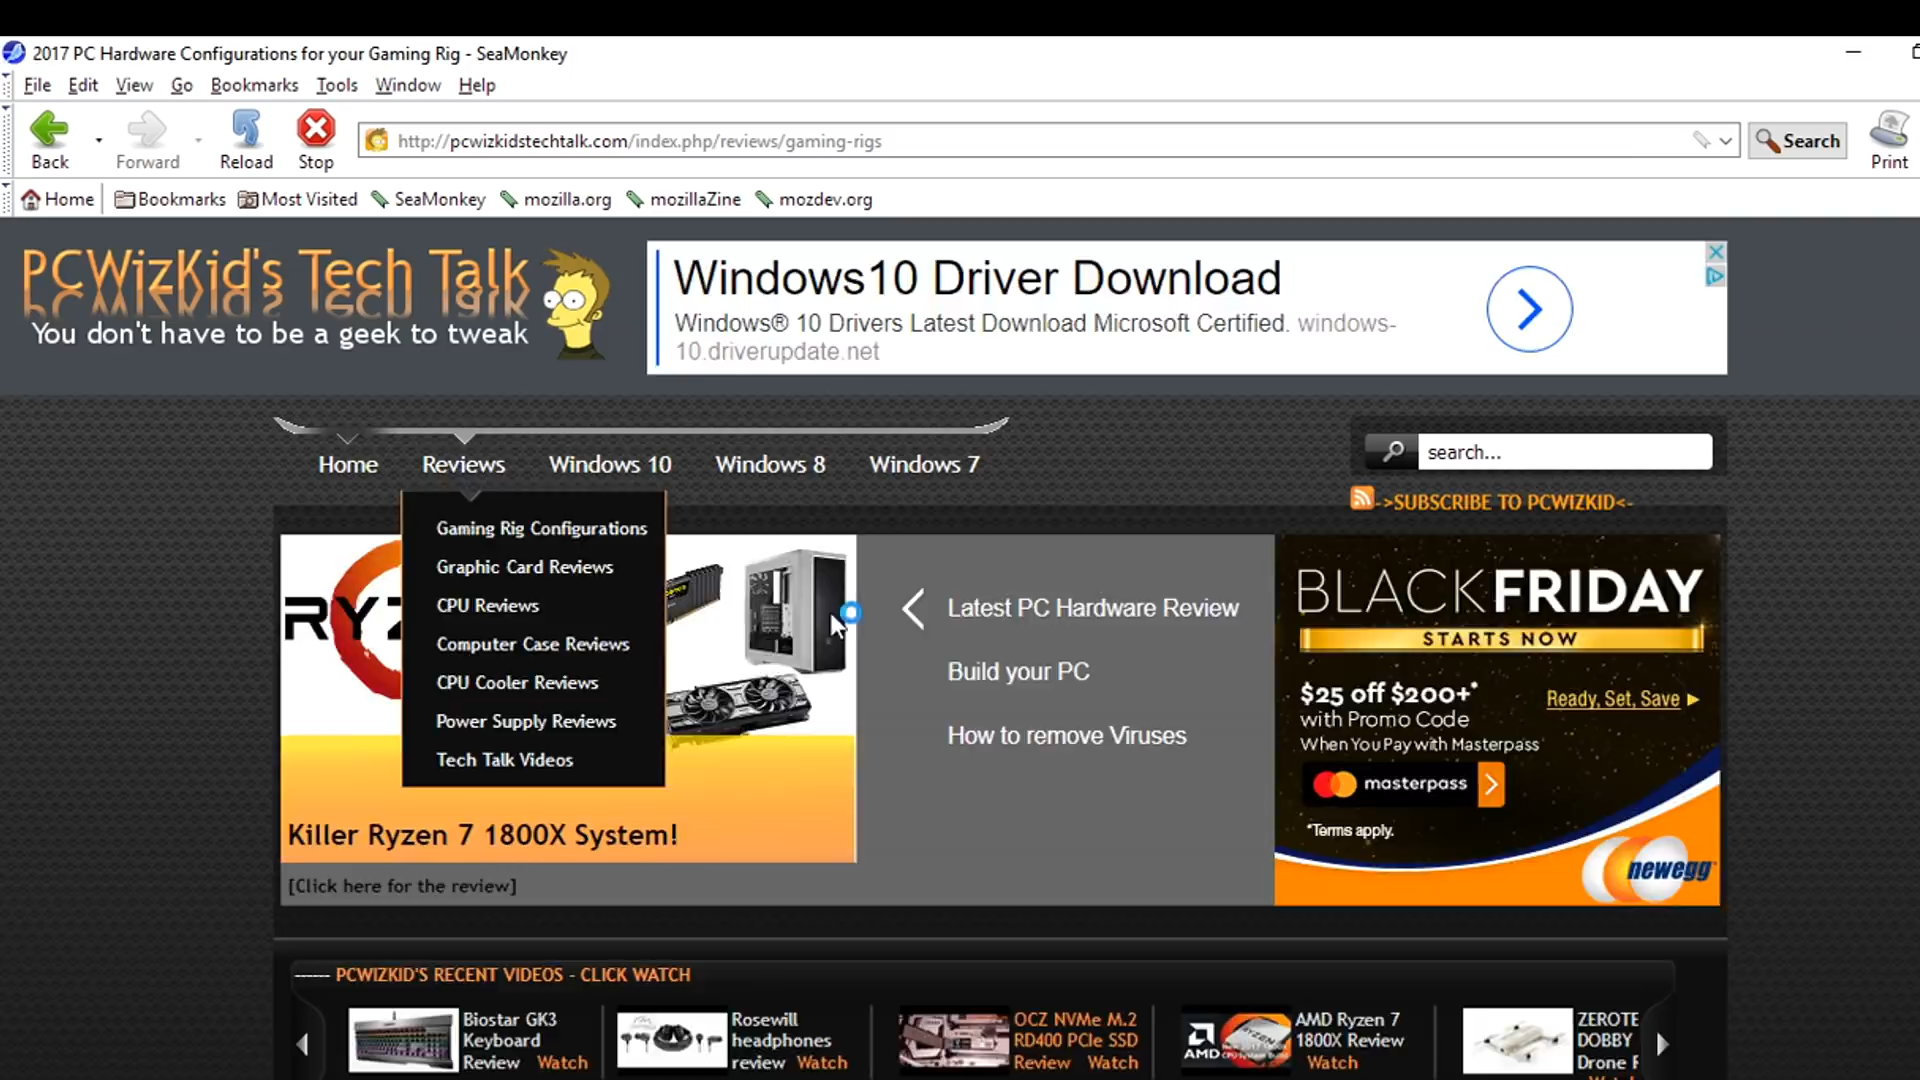 2017 PC Hardware Configurations for your Gaming Rig - SeaMonkey
File Edit View Go Bookmarks Tools Window Help
Back Forward Reload Stop
http://pcwizkidstechtalk.com/index.php/reviews/gaming-rigs
Search
Print
Home Bookmarks Most Visited SeaMonkey mozilla.org mozillaZine mozdev.org
PCWizKid's Tech Talk
You don't have to be a geek to tweak
Windows10 Driver Download
Windows® 10 Drivers Latest Download Microsoft Certified. windows-
10.driverupdate.net
Home Reviews Windows 10 Windows 8 Windows 7
search...
->SUBSCRIBE TO PCWIZKID<-
Gaming Rig Configurations
Graphic Card Reviews
CPU Reviews
Computer Case Reviews
CPU Cooler Reviews
Power Supply Reviews
Tech Talk Videos
RYZ
Killer Ryzen 7 1800X System!
[Click here for the review]
Latest PC Hardware Review
Build your PC
How to remove Viruses
BLACK FRIDAY
STARTS NOW
$25 off $200+*
with Promo Code
When You Pay with Masterpass
Ready, Set, Save
masterpass
*Terms apply.
newegg
PCWIZKID'S RECENT VIDEOS - CLICK WATCH
Biostar GK3
Keyboard
Review Watch
Rosewill
headphones
review Watch
OCZ NVMe M.2
RD400 PCIe SSD
Review Watch
AMD
AMD Ryzen 7
1800X Review
Watch
ZEROTE
DOBBY
Drone